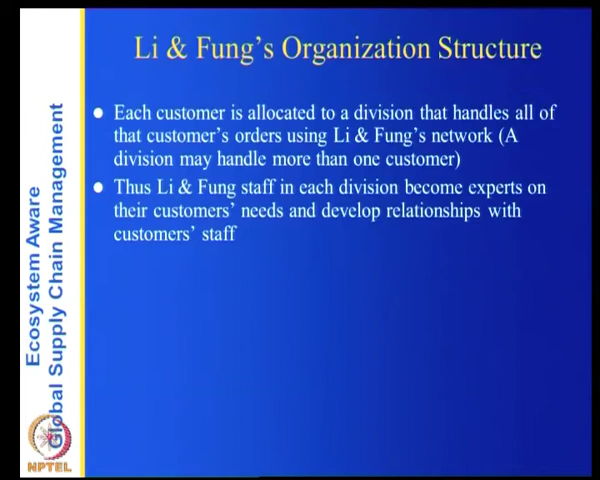 Li & Fung's Organization Structure
Each customer is allocated to a division that handles all of
that customer's orders using Li & Fung's network (A
division may handle more than one customer)
Thus Li & Fung staff in each division become experts on
their customers' needs and develop relationships with
customers' staff
Ecosystem Aware
Global Supply Chain Management
NPTEL